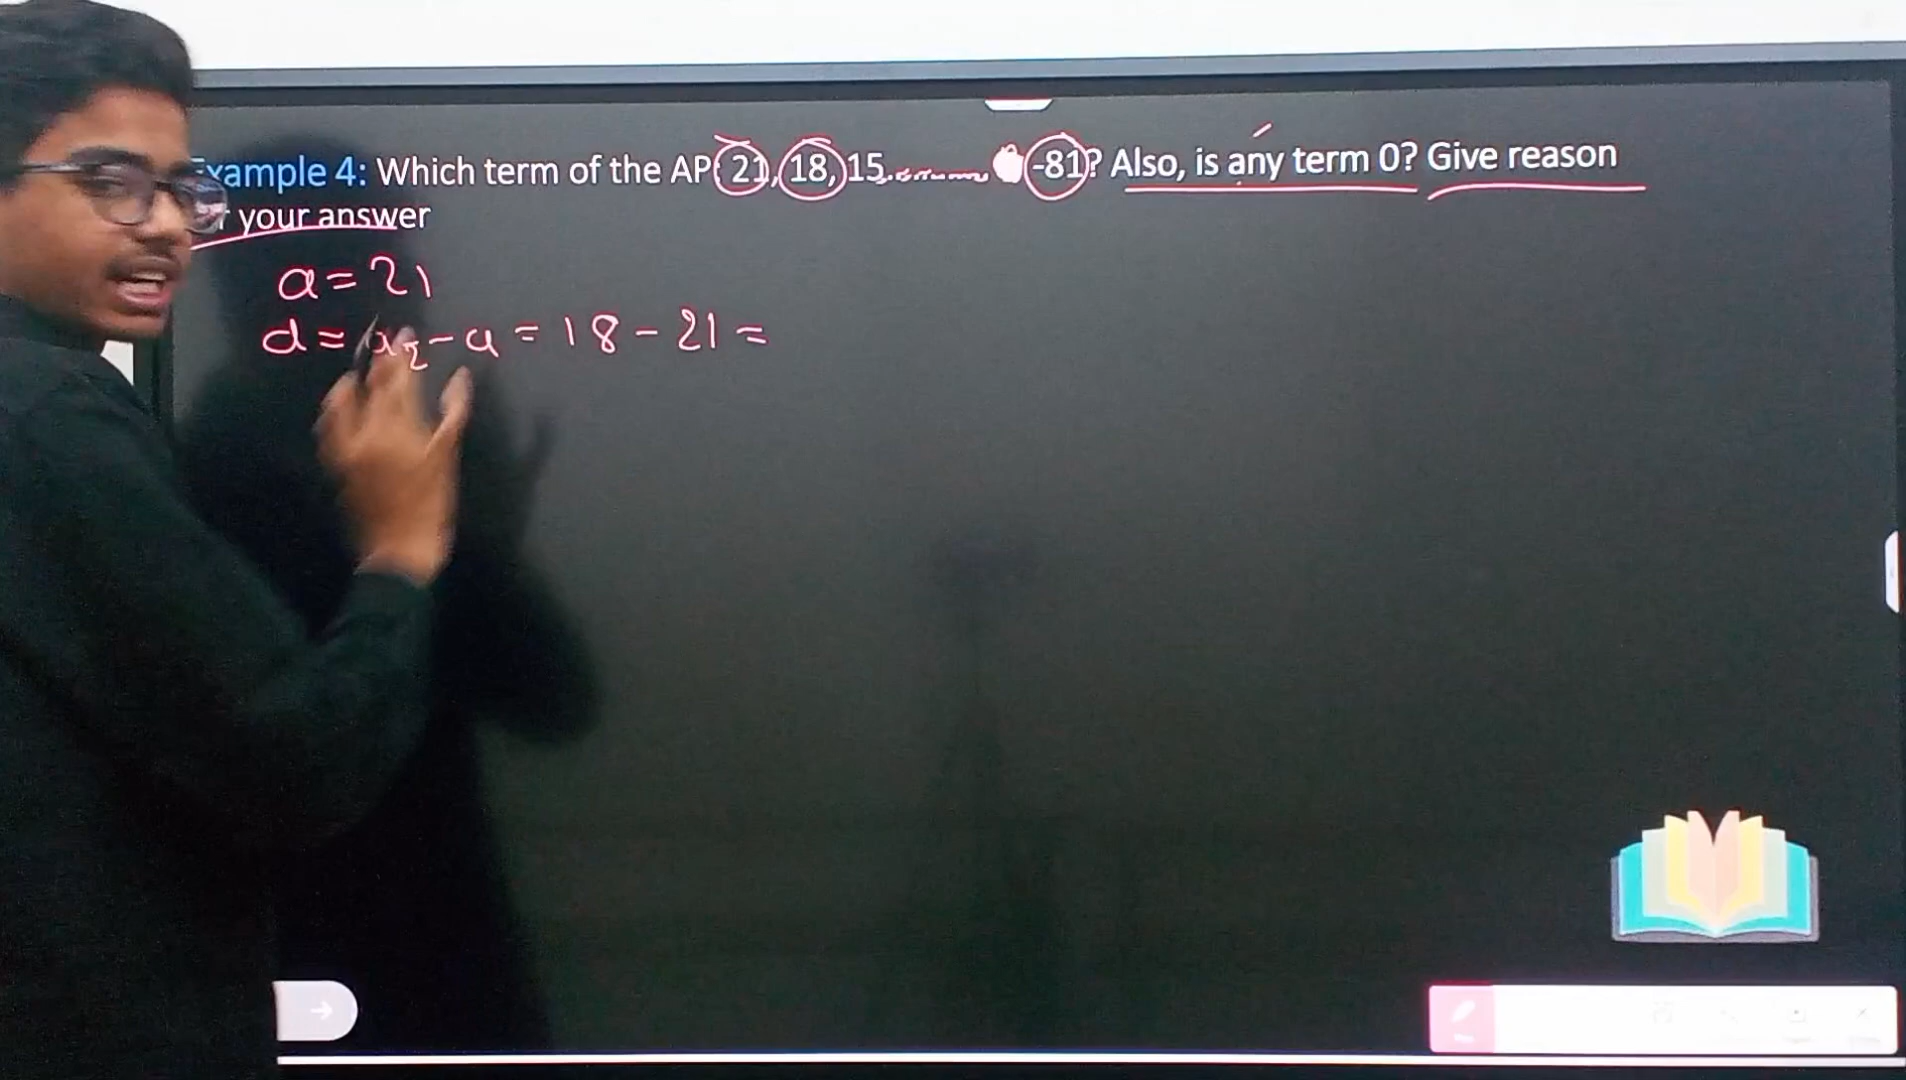 Example 4: Which term of the AP: 21, 18, 15............ -81? Also, is any term 0? Give reason
your answer
a = 21
d = a₂ - a = 18 - 21 =